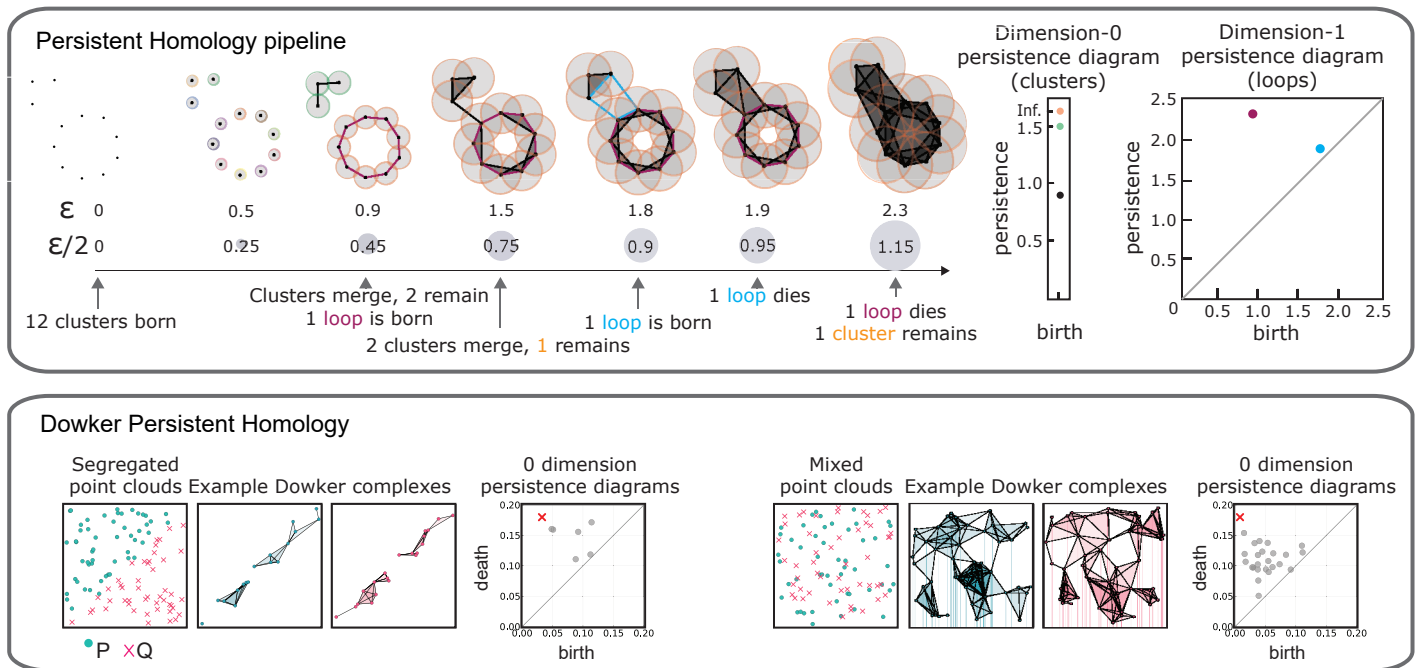 Persistent Homology pipeline
ε 0 0.5 0.9 1.5 1.8 1.9 2.3
ε/2 0 0.25 0.45 0.75 0.9 0.95 1.15
12 clusters born
Clusters merge, 2 remain
1 loop is born
2 clusters merge, 1 remains
1 loop is born
1 loop dies
1 loop dies
1 cluster remains
Dimension-0
persistence diagram
(clusters)
Inf.
1.5
1.0
0.5
persistence
birth
Dimension-1
persistence diagram
(loops)
2.5
2.0
1.5
1.0
0.5
0 0.5 1.0 1.5 2.0 2.5
persistence
birth
Dowker Persistent Homology
Segregated
point clouds
Example Dowker complexes
0 dimension
persistence diagrams
0.20
0.15
0.10
0.05
0.00
0.00 0.05 0.10 0.15 0.20
death
birth
P ×Q
Mixed
point clouds
Example Dowker complexes
0 dimension
persistence diagrams
0.20
0.15
0.10
0.05
0.00
0.00 0.05 0.10 0.15 0.20
death
birth